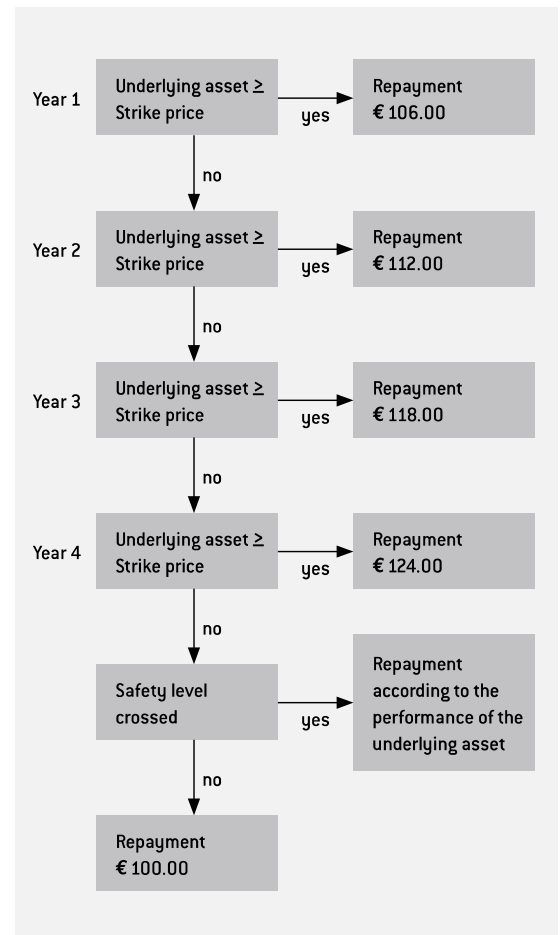 Year 1
Underlying asset ≥
Strike price
yes
Repayment
€ 106.00
no
Year 2
Underlying asset ≥
Strike price
yes
Repayment
€ 112.00
no
Year 3
Underlying asset ≥
Strike price
yes
Repayment
€ 118.00
no
Year 4
Underlying asset ≥
Strike price
yes
Repayment
€ 124.00
no
Safety level
crossed
yes
Repayment
according to the
performance of the
underlying asset
no
Repayment
€ 100.00